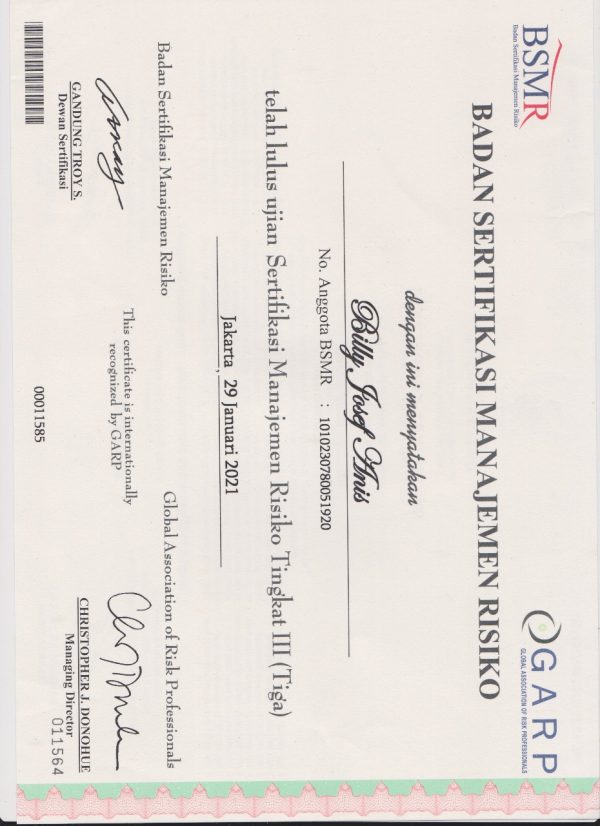 BSMR
Badan Sertifikasi Manajemen Risiko
GARP
GLOBAL ASSOCIATION OF RISK PROFESSIONALS
BADAN SERTIFIKASI MANAJEMEN RISIKO
dengan ini menyatakan
Billy Josef Anis
No. Anggota BSMR : 1010230780051920
telah lulus ujian Sertifikasi Manajemen Risiko Tingkat III (Tiga)
Jakarta, 29 Januari 2021
Badan Sertifikasi Manajemen Risiko
Global Association of Risk Professionals
This certificate is internationally
recognized by GARP
GANDUNG TROY S.
Dewan Sertifikasi
CHRISTOPHER J. DONOHUE
Managing Director
00011585
011564